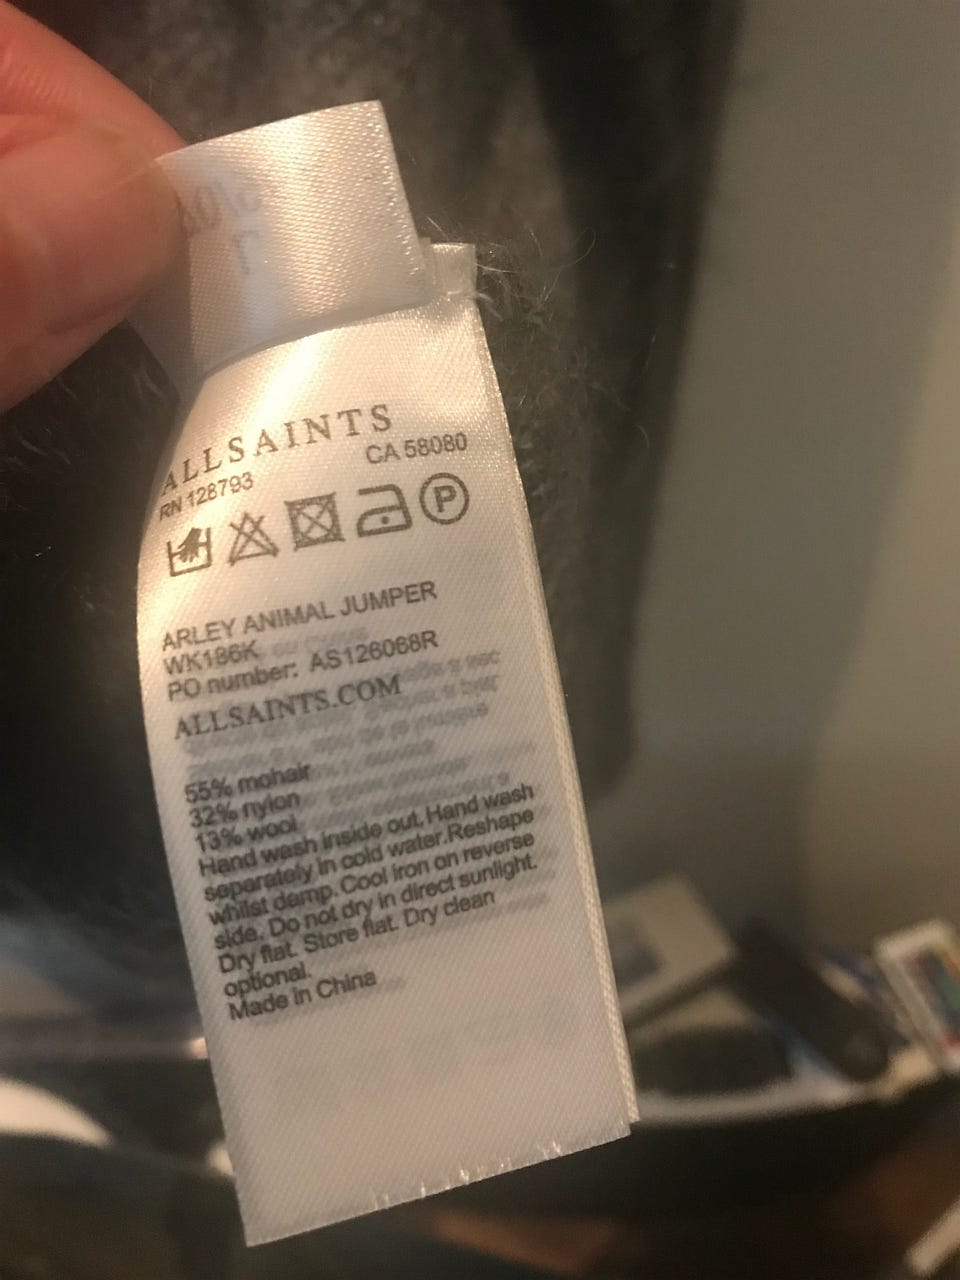 ALLSAINTS
RN 128793 CA 58080
P
ARLEY ANIMAL JUMPER
WK186K
PO number: AS126068R
ALLSAINTS.COM
55% mohair
32% nylon
13% wool
Hand wash inside out. Hand wash
separately in cold water.Reshape
whilst damp. Cool iron on reverse
side. Do not dry in direct sunlight.
Dry flat. Store flat. Dry clean
optional.
Made in China